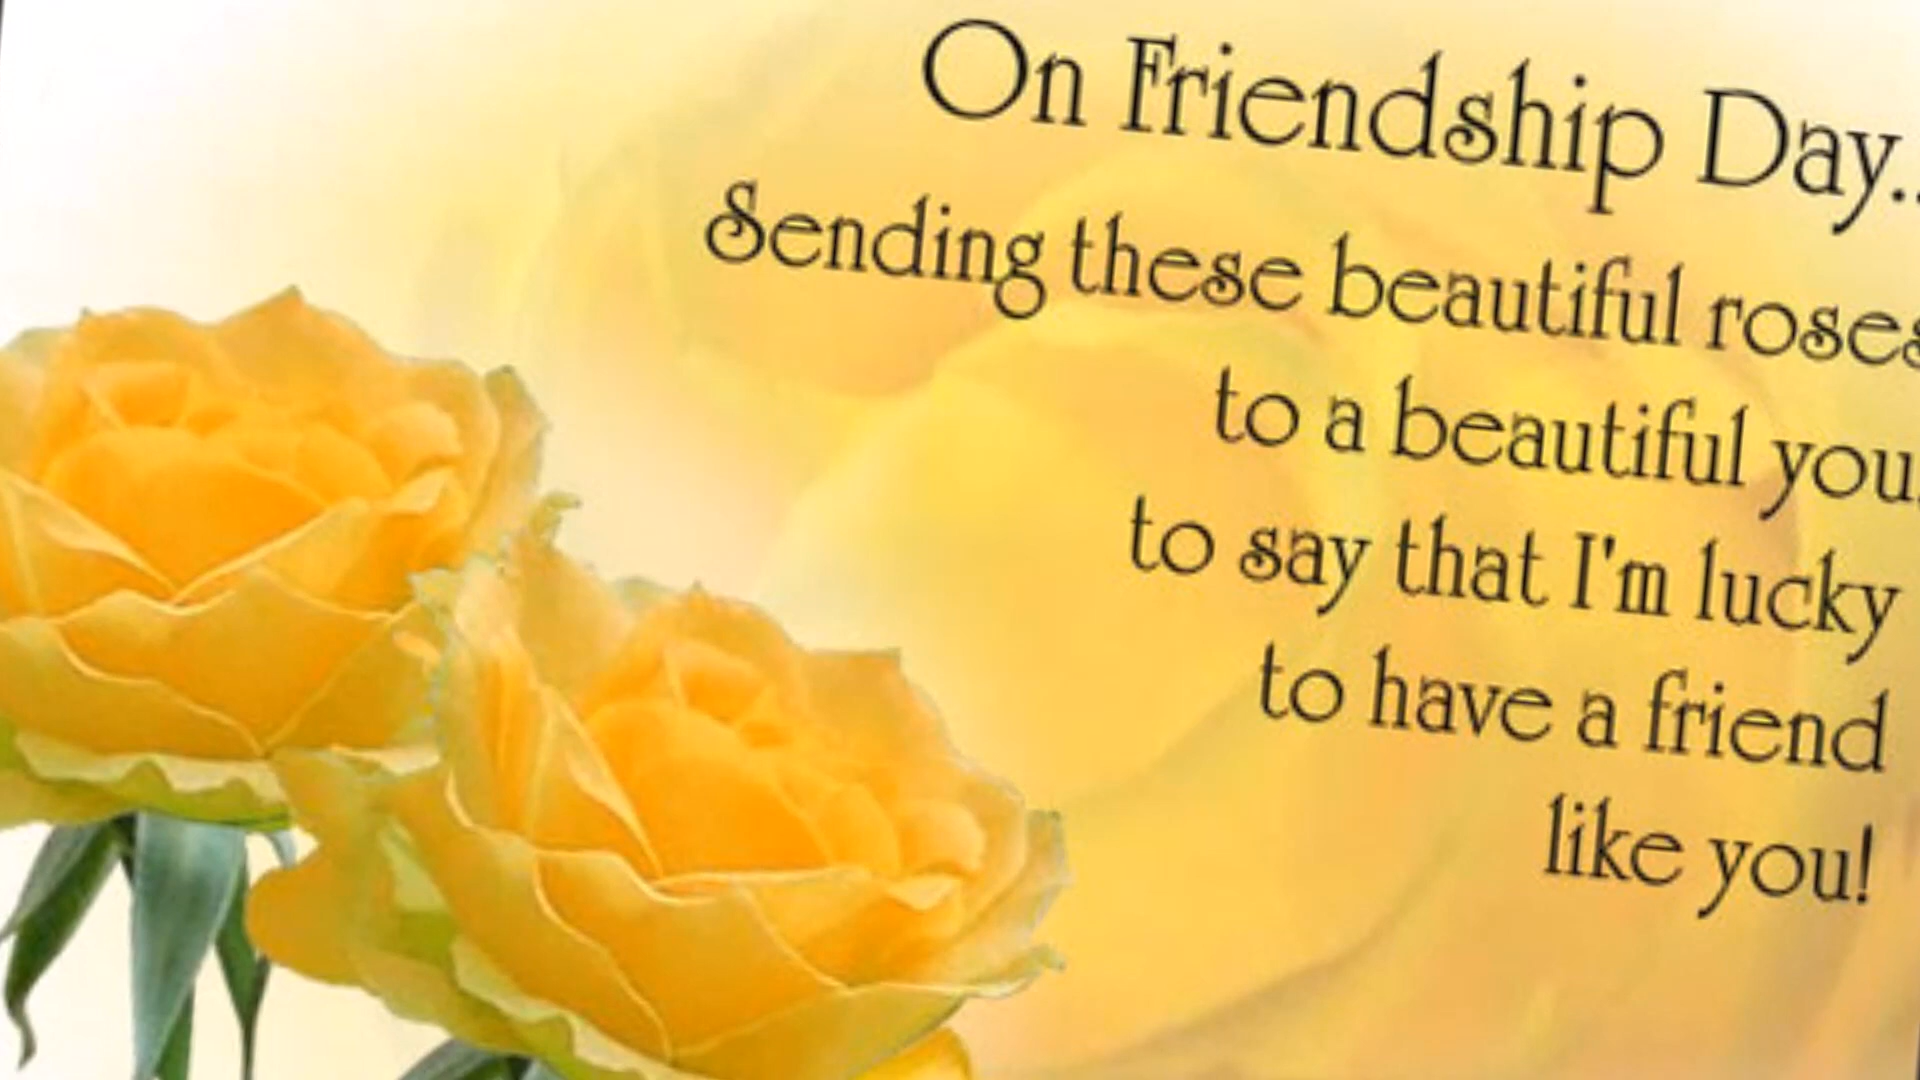 On Friendship Day..
Sending these beautiful roses
to a beautiful you.
to say that I'm lucky
to have a friend
like you!